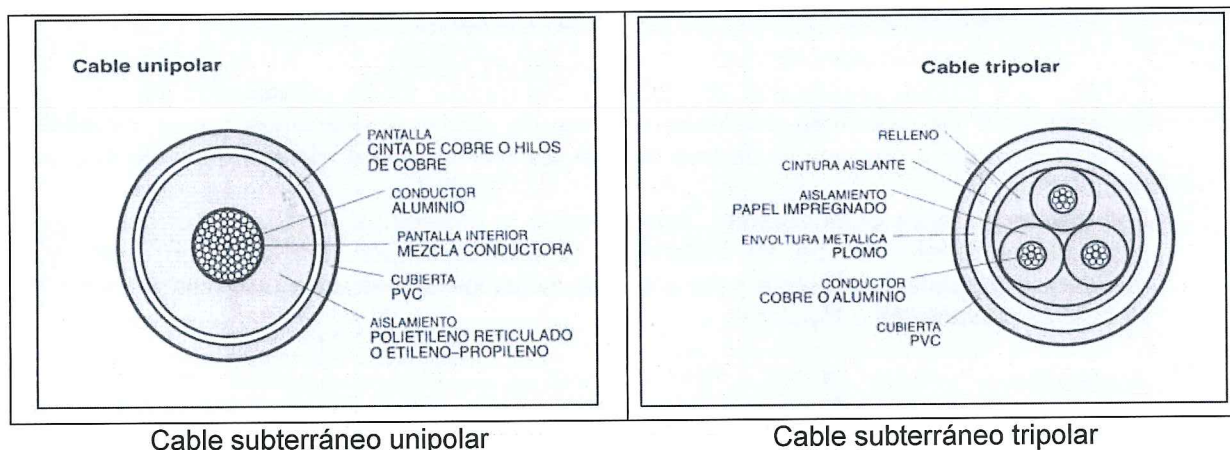 Cable unipolar
PANTALLA
CINTA DE COBRE O HILOS
DE COBRE
CONDUCTOR
ALUMINIO
PANTALLA INTERIOR
MEZCLA CONDUCTORA
CUBIERTA
PVC
AISLAMIENTO
POLIETILENO RETICULADO
O ETILENO-PROPILENO
Cable tripolar
RELLENO
CINTURA AISLANTE
AISLAMIENTO
PAPEL IMPREGNADO
ENVOLTURA METALICA
PLOMO
CONDUCTOR
COBRE O ALUMINIO
CUBIERTA
PVC
Cable subterráneo unipolar
Cable subterráneo tripolar